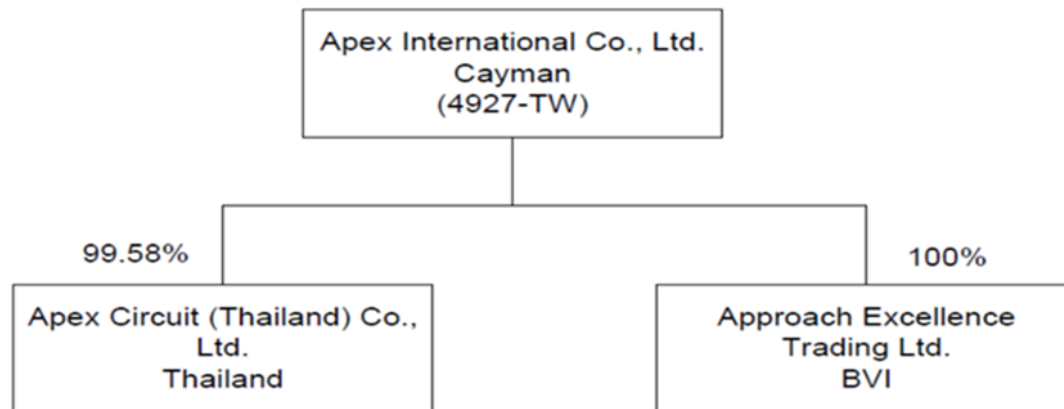 Apex International Co., Ltd.
Cayman
(4927-TW)
99.58%
100%
Apex Circuit (Thailand) Co.,
Ltd.
Thailand
Approach Excellence
Trading Ltd.
BVI